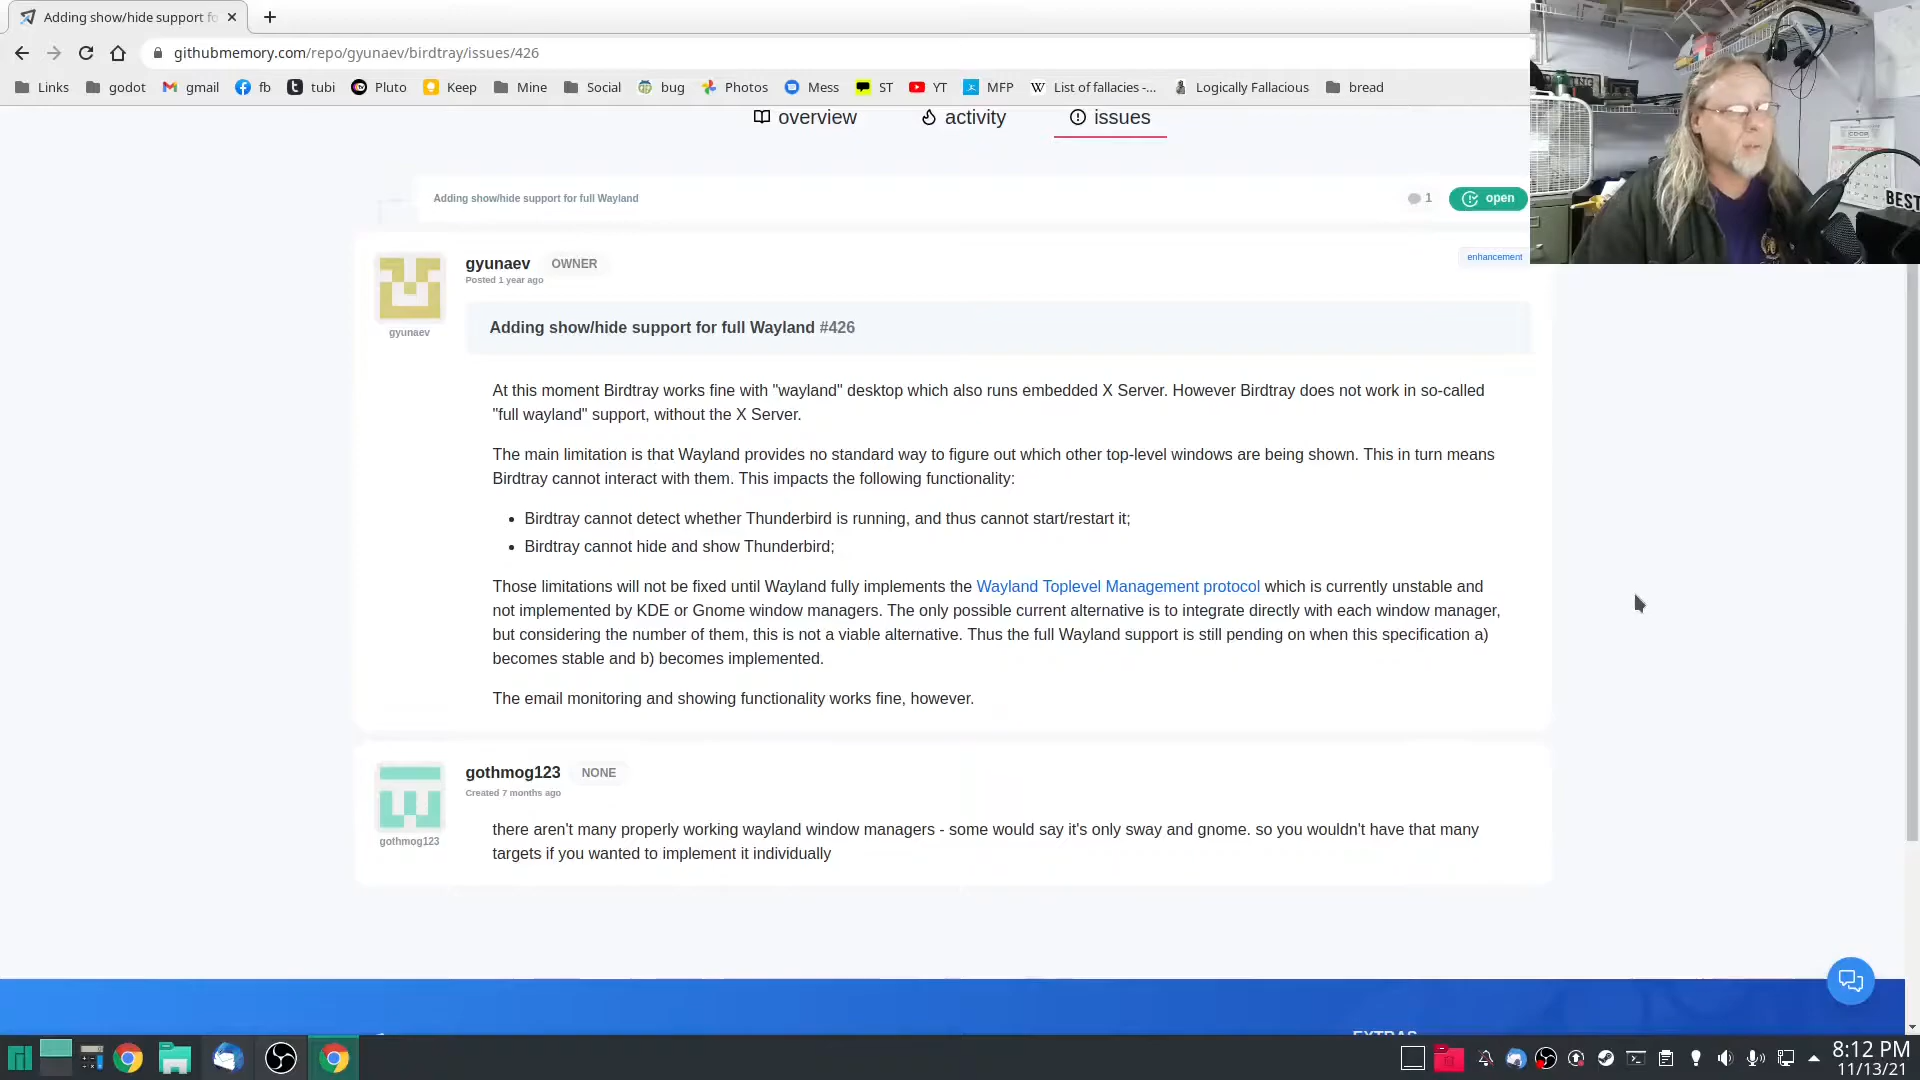 Adding show/hide support fo
githubmemory.com/repo/gyunaev/birdtray/issues/426
Links godot gmail fb tubi Pluto Keep Mine Social bug Photos Mess ST YT MFP List of fallacies -... Logically Fallacious bread
overview activity issues
Adding show/hide support for full Wayland 1 open
gyunaev OWNER enhancement
Posted 1 year ago
gyunaev
Adding show/hide support for full Wayland #426
At this moment Birdtray works fine with "wayland" desktop which also runs embedded X Server. However Birdtray does not work in so-called
"full wayland" support, without the X Server.
The main limitation is that Wayland provides no standard way to figure out which other top-level windows are being shown. This in turn means
Birdtray cannot interact with them. This impacts the following functionality:
• Birdtray cannot detect whether Thunderbird is running, and thus cannot start/restart it;
• Birdtray cannot hide and show Thunderbird;
Those limitations will not be fixed until Wayland fully implements the Wayland Toplevel Management protocol which is currently unstable and
not implemented by KDE or Gnome window managers. The only possible current alternative is to integrate directly with each window manager,
but considering the number of them, this is not a viable alternative. Thus the full Wayland support is still pending on when this specification a)
becomes stable and b) becomes implemented.
The email monitoring and showing functionality works fine, however.
gothmog123 NONE
Created 7 months ago
gothmog123
there aren't many properly working wayland window managers - some would say it's only sway and gnome. so you wouldn't have that many
targets if you wanted to implement it individually
EXTRAS
8:12 PM
11/13/21
BEST